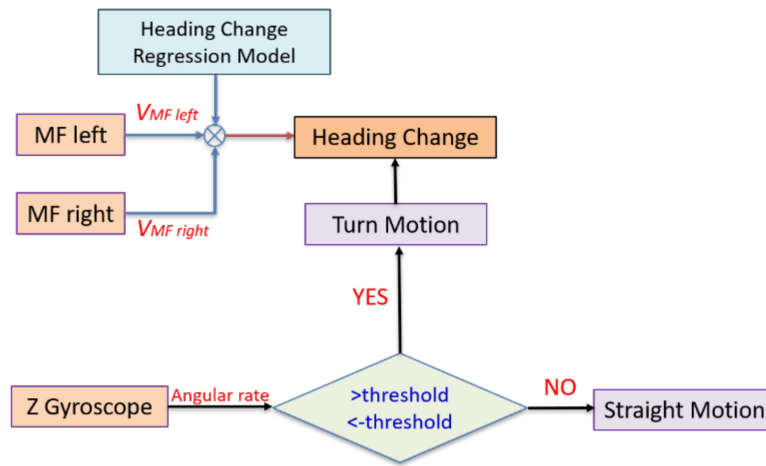 Heading Change
Regression Model
VMF left
MF left
Heading Change
MF right
VMF right
Turn Motion
YES
Z Gyroscope
Angular rate
>threshold
<-threshold
NO
Straight Motion